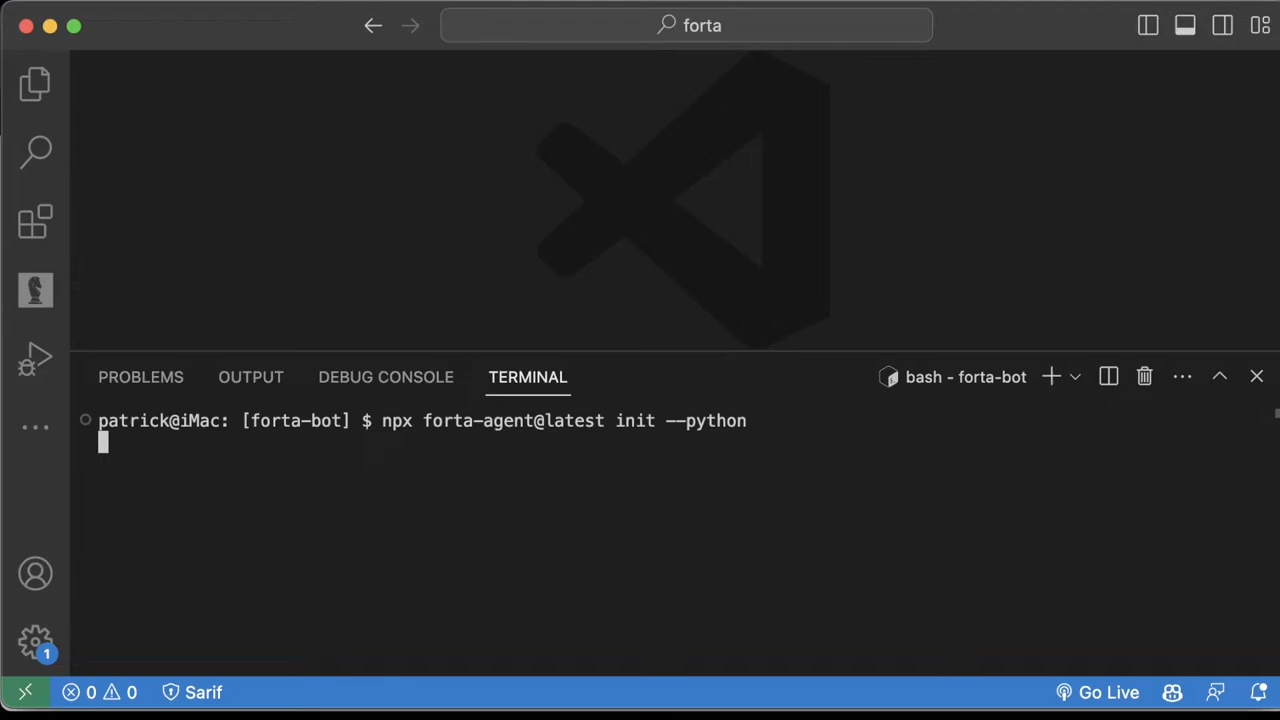 forta
PROBLEMS OUTPUT DEBUG CONSOLE TERMINAL bash - forta-bot
patrick@iMac: [forta-bot] $ npx forta-agent@latest init --python
1
0 0 Sarif Go Live